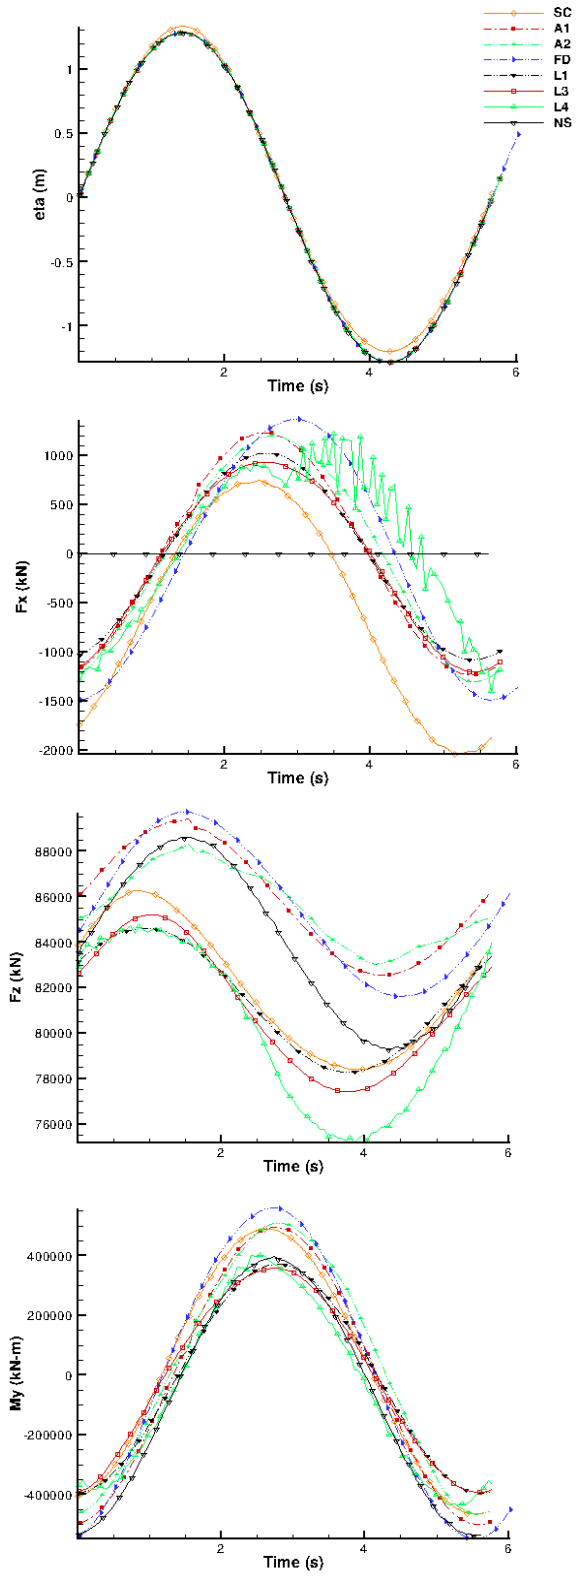 SC
A1
A2
FD
L1
L3
L4
NS
eta (m)
1
0.5
0
-0.5
-1
2 4 6
Time (s)
Fx (kN)
1000
500
0
-500
-1000
-1500
-2000
2 4 6
Time (s)
Fz (kN)
88000
86000
84000
82000
80000
78000
76000
2 4 6
Time (s)
My (kN-m)
400000
200000
0
-200000
-400000
2 4 6
Time (s)